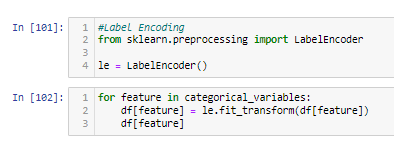 In [101]:
1 #Label Encoding
2 from sklearn.preprocessing import LabelEncoder
3
4 le = LabelEncoder()
In [102]:
1 for feature in categorical_variables:
2     df[feature] = le.fit_transform(df[feature])
3     df[feature]